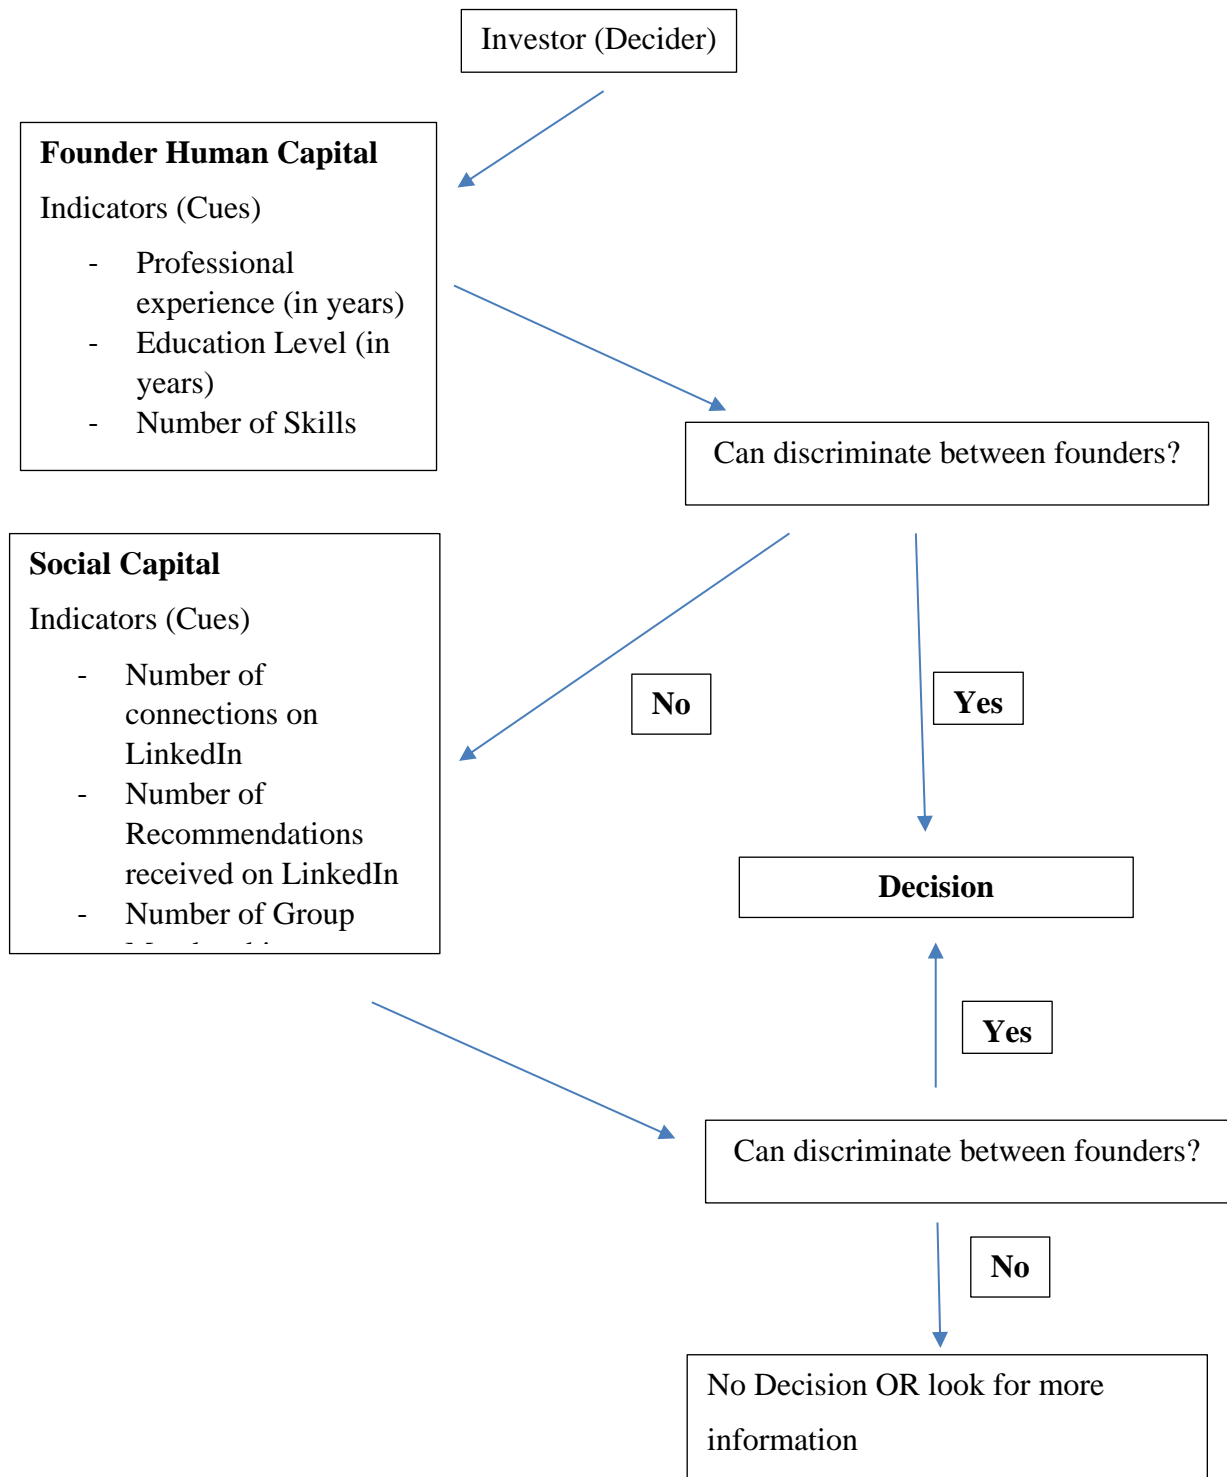 Investor (Decider)
Founder Human Capital
Indicators (Cues)
- Professional
experience (in years)
- Education Level (in
years)
- Number of Skills
Can discriminate between founders?
Social Capital
Indicators (Cues)
- Number of
connections on
LinkedIn
- Number of
Recommendations
received on LinkedIn
- Number of Group
No
Yes
Decision
Yes
Can discriminate between founders?
No
No Decision OR look for more
information